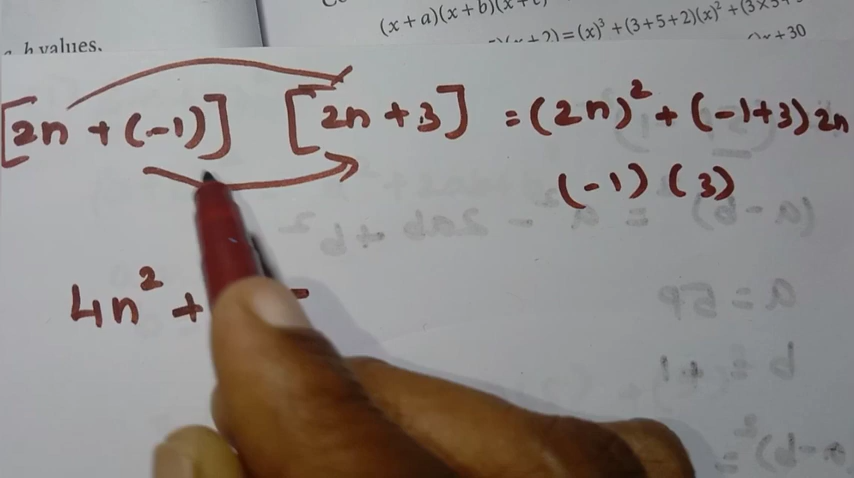 (x+a)(x+b)(x+c)
b values.
+2)=(x)³+(3+5+2)(x)²+(3×5+
+30
[2n+(-1)] [2n+3] =(2n)²+(-1+3)2n
(-1)(3)
4n²+